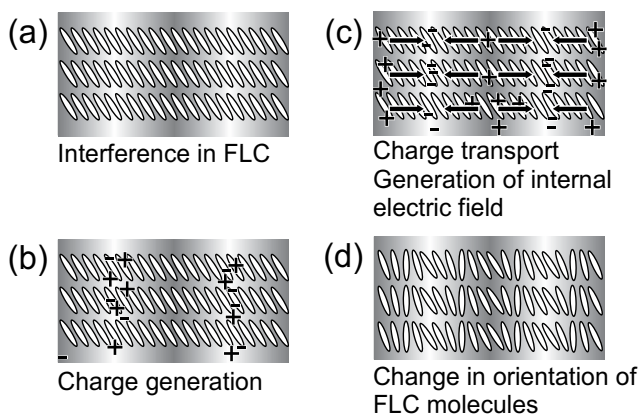 (a)
Interference in FLC
(b)
Charge generation
(c)
Charge transport
Generation of internal
electric field
(d)
Change in orientation of
FLC molecules